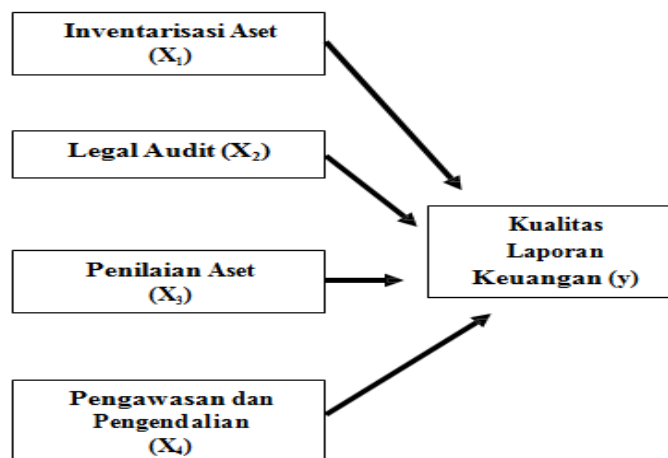 Inventarisasi Aset
(X₁)
Legal Audit (X₂)
Penilaian Aset
(X₃)
Pengawasan dan
Pengendalian
(X₄)
Kualitas
Laporan
Keuangan (y)